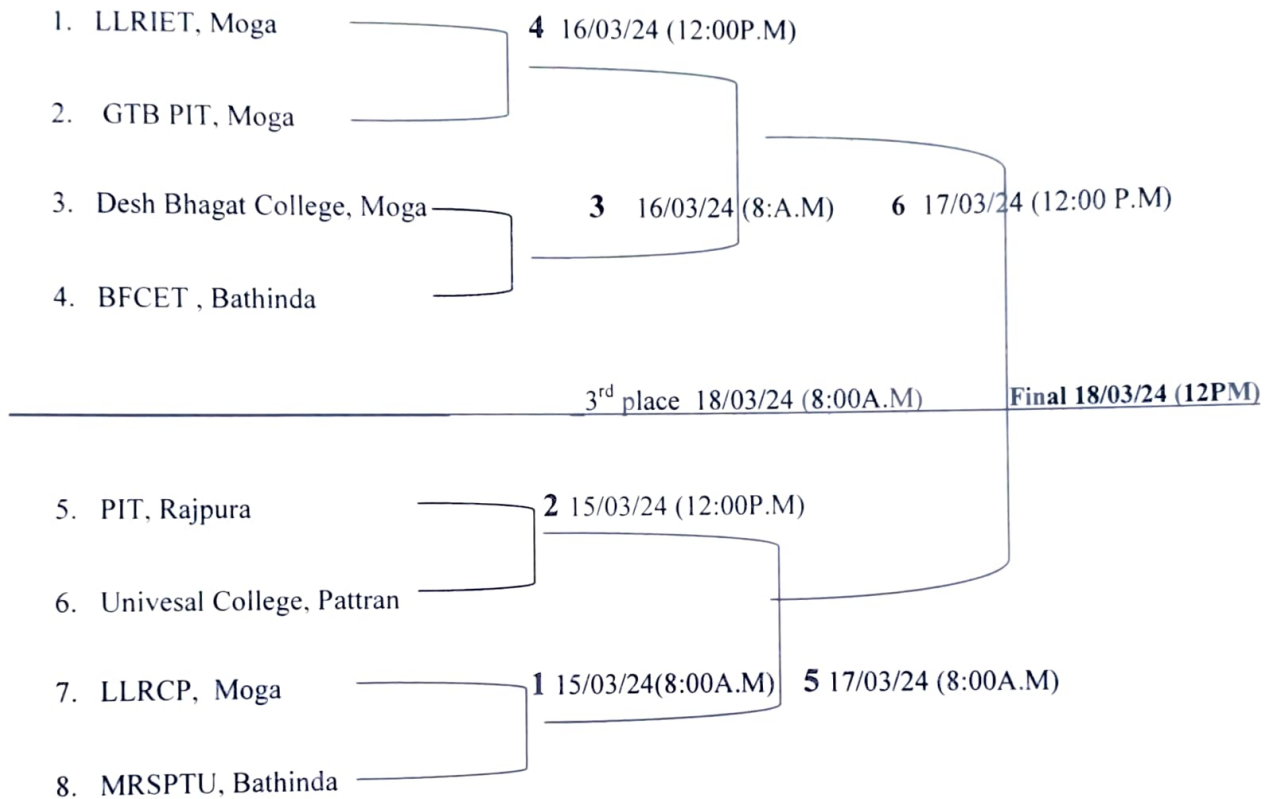 1. LLRIET, Moga
4 16/03/24 (12:00P.M)
2. GTB PIT, Moga
3. Desh Bhagat College, Moga
3 16/03/24 (8:A.M)
6 17/03/24 (12:00 P.M)
4. BFCET , Bathinda
3rd place 18/03/24 (8:00A.M)
Final 18/03/24 (12PM)
5. PIT, Rajpura
2 15/03/24 (12:00P.M)
6. Univesal College, Pattran
7. LLRCP, Moga
1 15/03/24(8:00A.M)
5 17/03/24 (8:00A.M)
8. MRSPTU, Bathinda